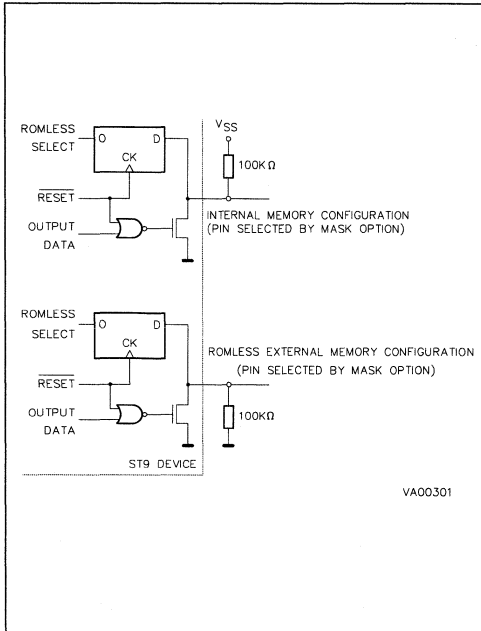 V SS
ROMLESS
SELECT
O D
CK
100KΩ
RESET
OUTPUT
DATA
INTERNAL MEMORY CONFIGURATION
(PIN SELECTED BY MASK OPTION)
ROMLESS
SELECT
O D
CK
ROMLESS EXTERNAL MEMORY CONFIGURATION
(PIN SELECTED BY MASK OPTION)
RESET
OUTPUT
DATA
100KΩ
ST9 DEVICE
VA00301